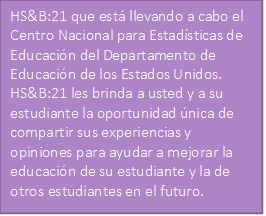 HS&B:21 que está llevando a cabo el
Centro Nacional para Estadísticas de
Educación del Departamento de
Educación de los Estados Unidos.
HS&B:21 les brinda a usted y a su
estudiante la oportunidad única de
compartir sus experiencias y
opiniones para ayudar a mejorar la
educación de su estudiante y la de
otros estudiantes en el futuro.